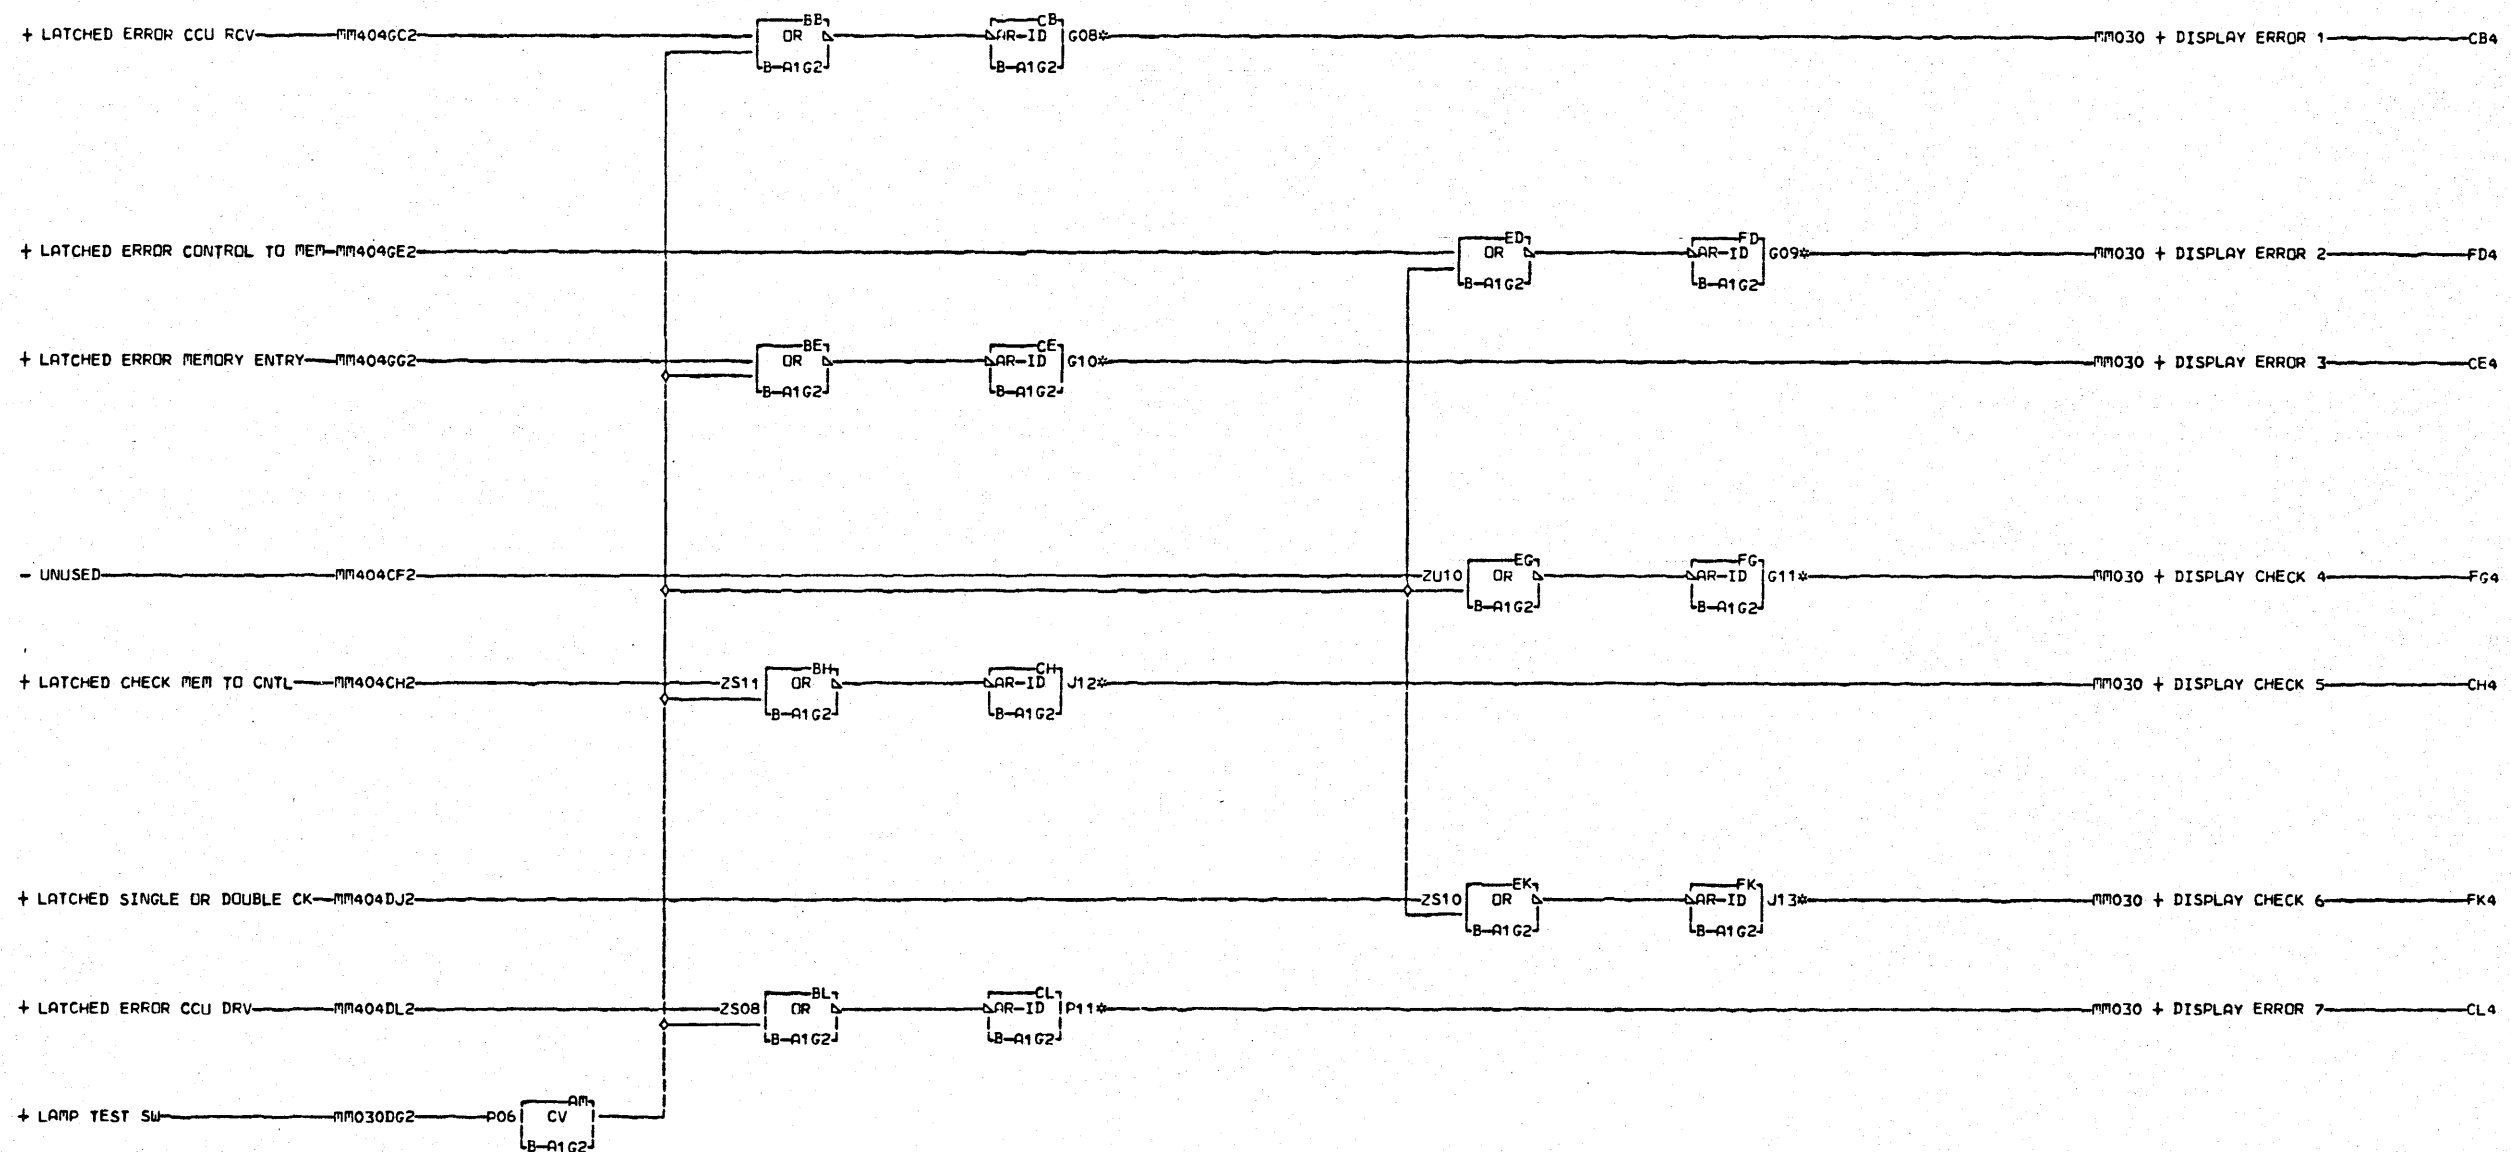 BB CB
+ LATCHED ERROR CCU RCV MM404GC2 OR AR-ID G08* MM030 + DISPLAY ERROR 1 CB4
B-A1G2 B-A1G2
ED FD
+ LATCHED ERROR CONTROL TO MEM MM404GE2 OR AR-ID G09* MM030 + DISPLAY ERROR 2 FD4
B-A1G2 B-A1G2
BE CE
+ LATCHED ERROR MEMORY ENTRY MM404GG2 OR AR-ID G10* MM030 + DISPLAY ERROR 3 CE4
B-A1G2 B-A1G2
EG FG
- UNUSED MM404CF2 ZU10 OR AR-ID G11* MM030 + DISPLAY CHECK 4 FG4
B-A1G2 B-A1G2
BH CH
+ LATCHED CHECK MEM TO CNTL MM404CH2 ZS11 OR AR-ID J12* MM030 + DISPLAY CHECK 5 CH4
B-A1G2 B-A1G2
EK FK
+ LATCHED SINGLE OR DOUBLE CK MM404DJ2 ZS10 OR AR-ID J13* MM030 + DISPLAY CHECK 6 FK4
B-A1G2 B-A1G2
BL CL
+ LATCHED ERROR CCU DRV MM404DL2 ZS08 OR AR-ID P11* MM030 + DISPLAY ERROR 7 CL4
B-A1G2 B-A1G2
AM
+ LAMP TEST SW MM030DG2 P06 CV
B-A1G2